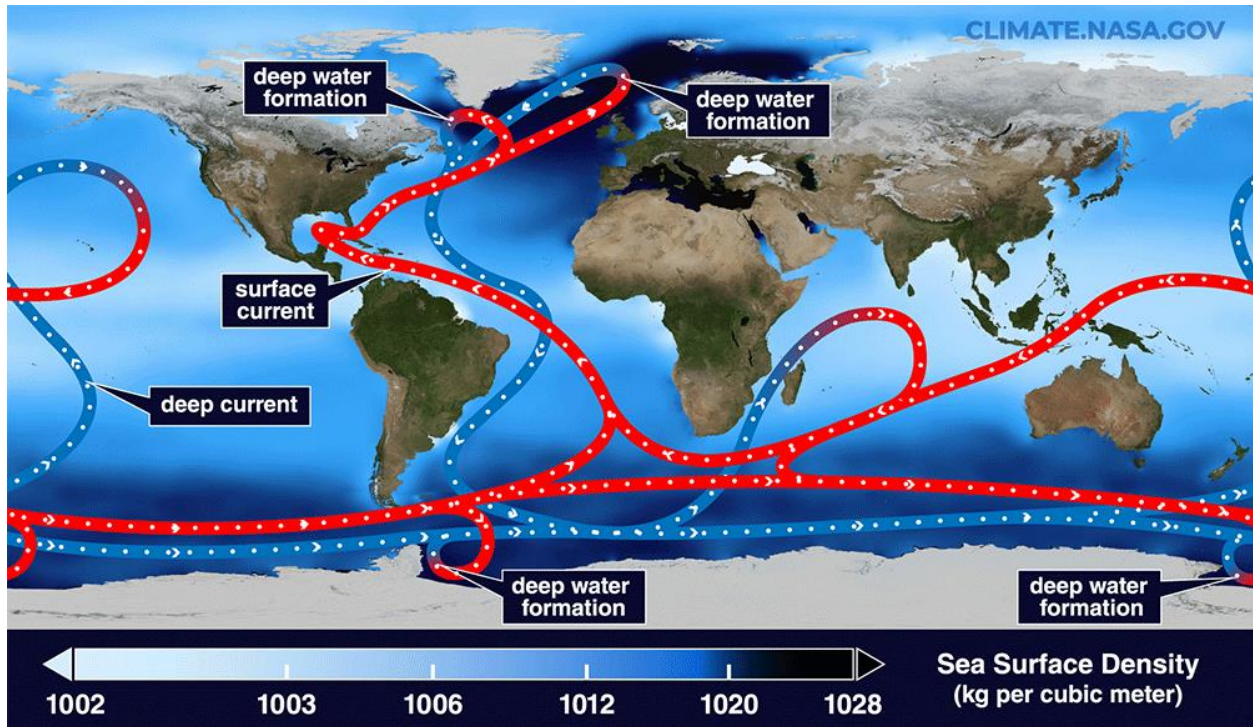 CLIMATE.NASA.GOV
deep water
formation
deep water
formation
surface
current
deep current
deep water
formation
deep water
formation
1002
1003
1006
1012
1020
1028
Sea Surface Density
(kg per cubic meter)